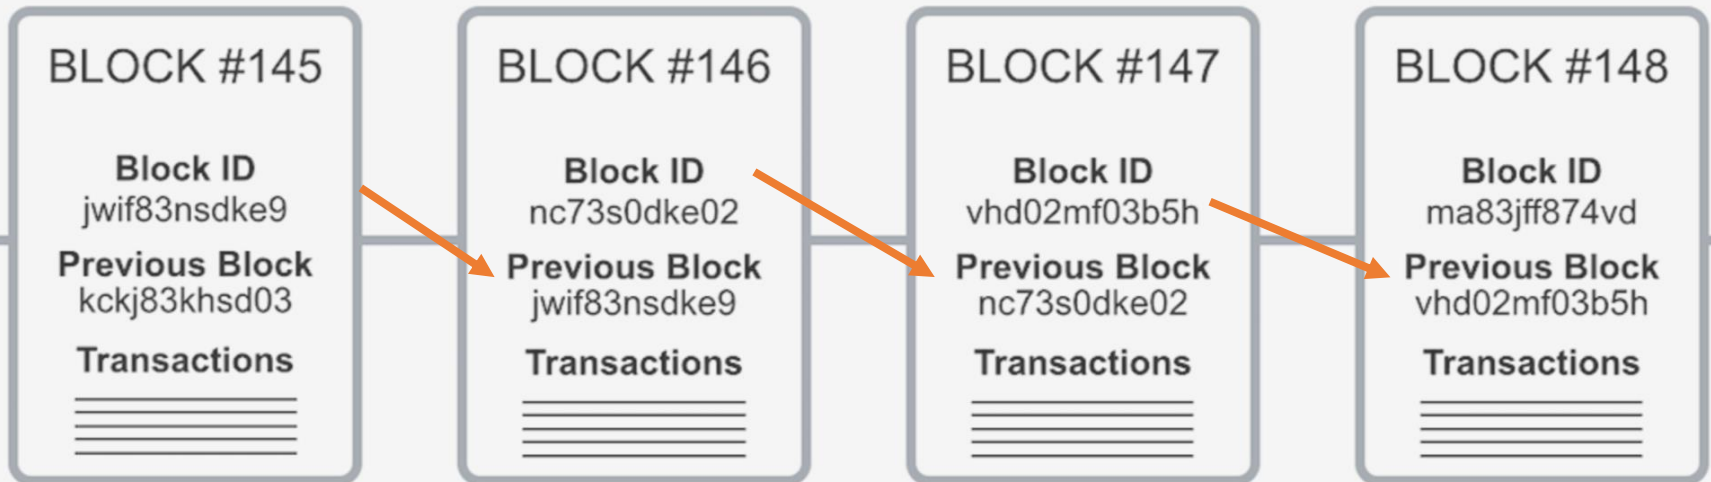 BLOCK #145
Block ID
jwif83nsdke9
Previous Block
kckj83khsd03
Transactions
BLOCK #146
Block ID
nc73s0dke02
Previous Block
jwif83nsdke9
Transactions
BLOCK #147
Block ID
vhd02mf03b5h
Previous Block
nc73s0dke02
Transactions
BLOCK #148
Block ID
ma83jff874vd
Previous Block
vhd02mf03b5h
Transactions